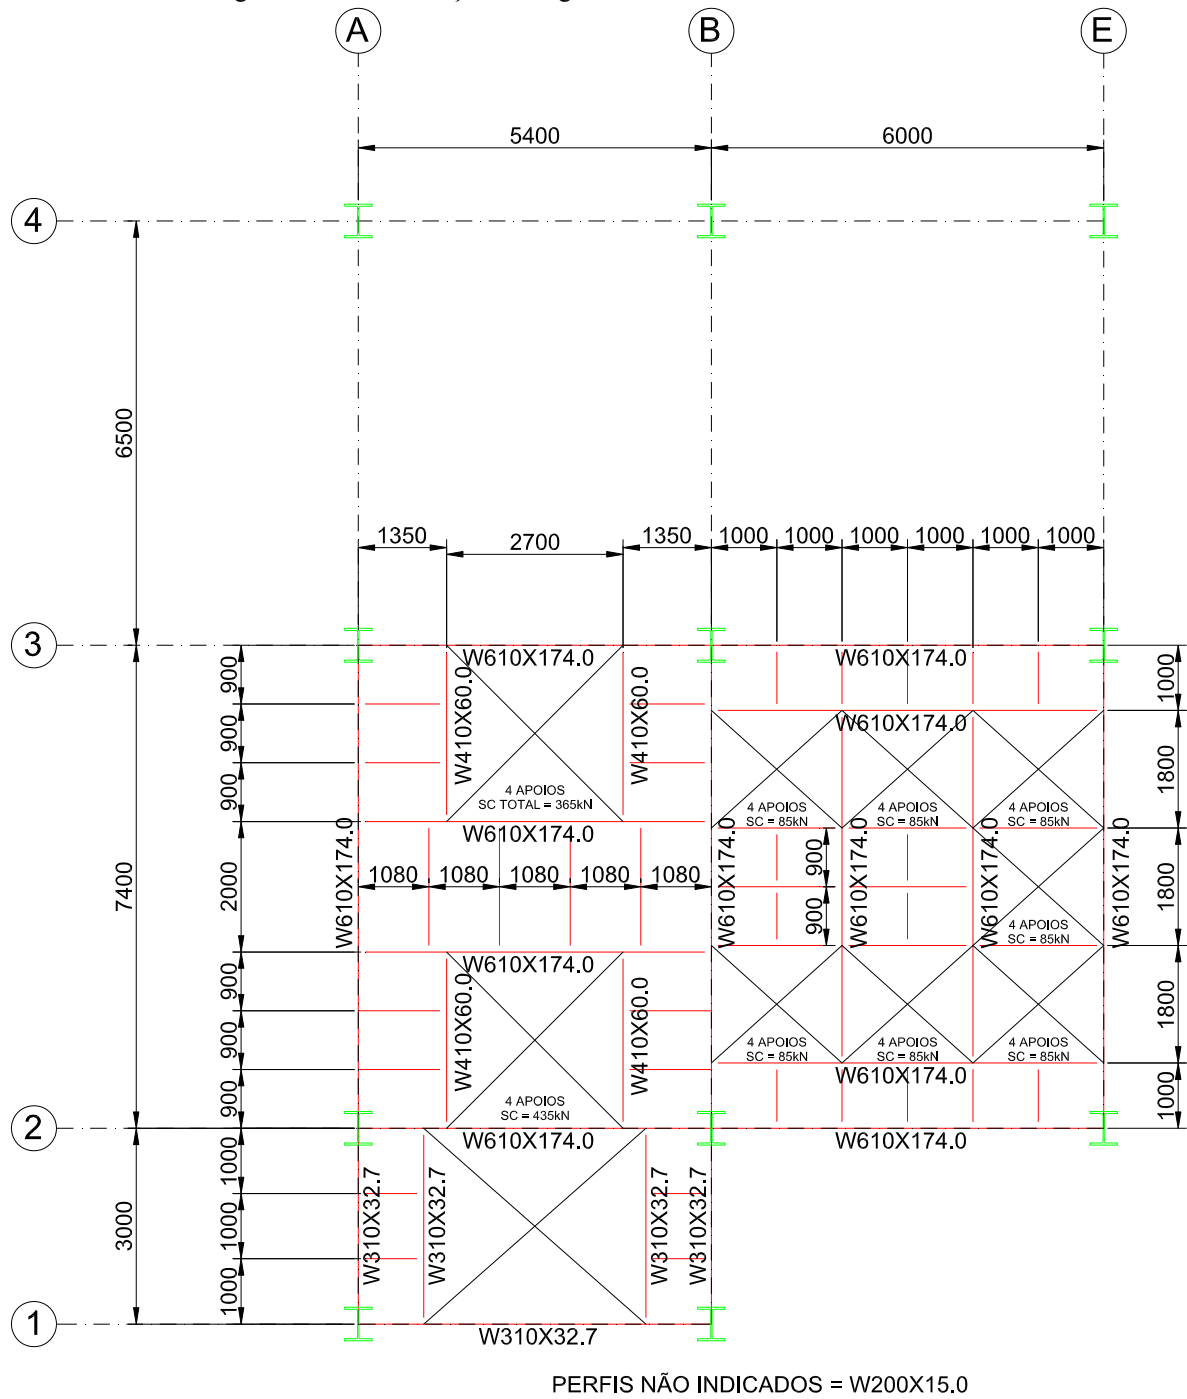 A B E
5400 6000
4
6500
1350 2700 1350 1000 1000 1000 1000 1000 1000
3
W610X174.0 W610X174.0
900 1000
W410X60.0 W410X60.0
W610X174.0
900
1800
900
4 APOIOS
SC TOTAL = 365kN
4 APOIOS
SC = 85kN
4 APOIOS
SC = 85kN
4 APOIOS
SC = 85kN
W610X174.0
1080 1080 1080 1080 1080
7400
2000
W610X174.0
W610X174.0
W610X174.0
W610X174.0
W610X174.0
900
900
1800
4 APOIOS
SC = 85kN
W610X174.0
900
W410X60.0 W410X60.0
900
1800
4 APOIOS
SC = 85kN
4 APOIOS
SC = 85kN
4 APOIOS
SC = 85kN
W610X174.0
900
4 APOIOS
SC = 435kN
1000
2
W610X174.0 W610X174.0
1000
3000
1000
W310X32.7 W310X32.7 W310X32.7 W310X32.7
1000
1
W310X32.7
PERFIS NÃO INDICADOS = W200X15.0